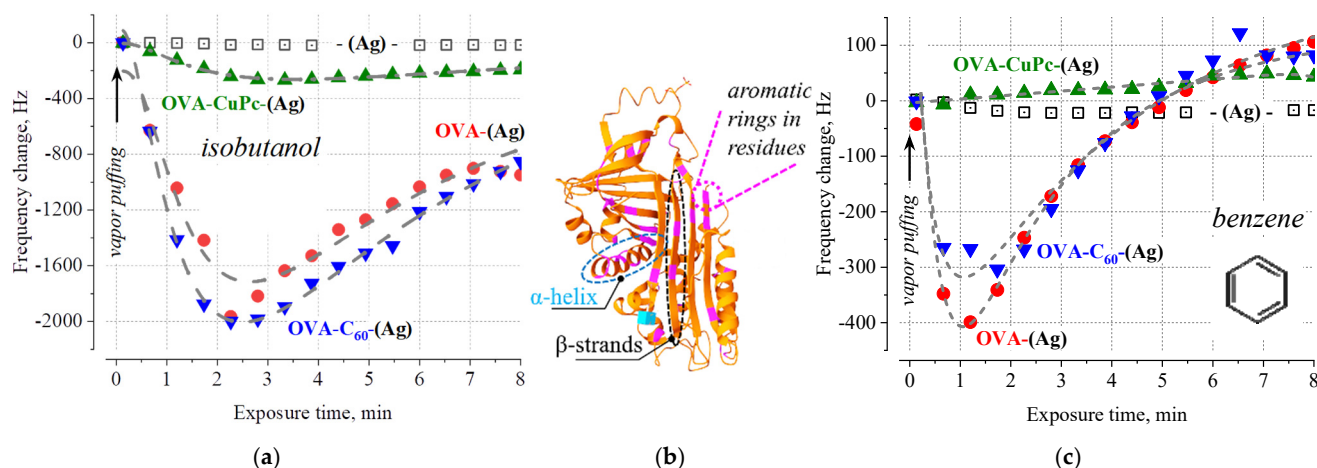 0
-400
-800
-1200
-1600
-2000
Frequency change, Hz
vapor puffing
- (Ag) -
OVA-CuPc-(Ag)
isobutanol
OVA-(Ag)
OVA-C60-(Ag)
0 1 2 3 4 5 6 7 8
Exposure time, min
(a)
aromatic
rings in
residues
α-helix
β-strands
(b)
100
0
-100
-200
-300
-400
Frequency change, Hz
vapor puffing
OVA-CuPc-(Ag)
- (Ag) -
benzene
OVA-C60-(Ag)
OVA-(Ag)
0 1 2 3 4 5 6 7 8
Exposure time, min
(c)